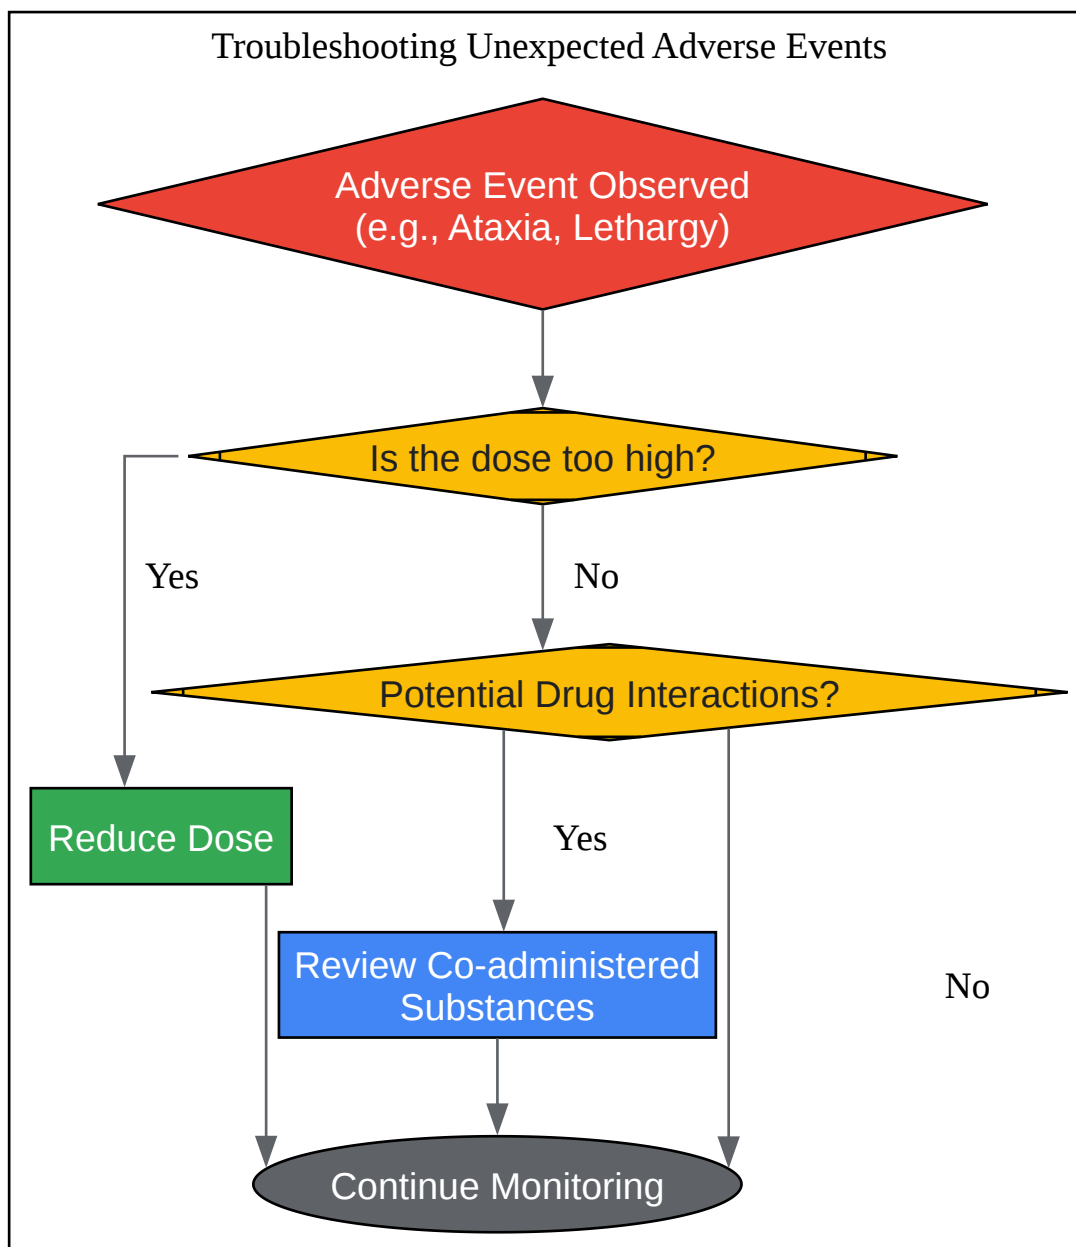 Troubleshooting Unexpected Adverse Events
Adverse Event Observed
(e.g., Ataxia, Lethargy)
Is the dose too high?
Yes
No
Potential Drug Interactions?
Reduce Dose
Yes
Review Co-administered
Substances
No
Continue Monitoring